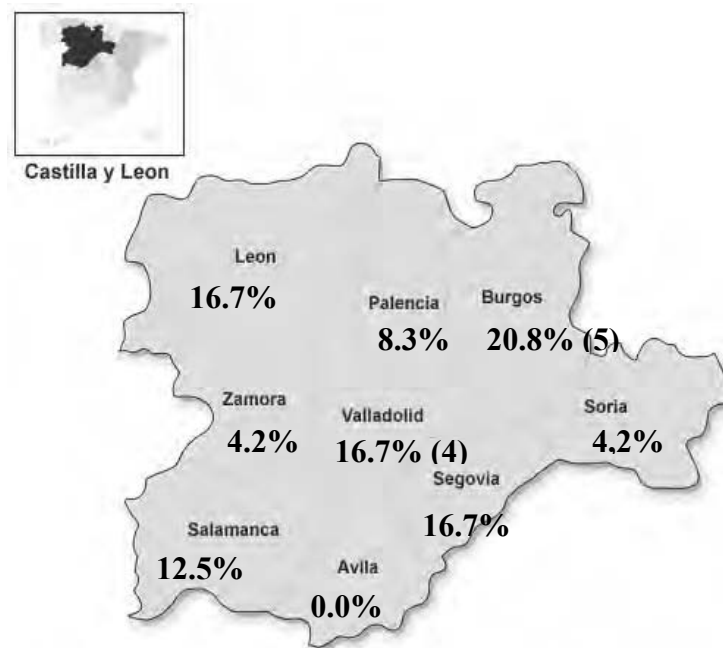 Castilla y Leon
Leon
16.7%
Palencia
8.3%
Burgos
20.8% (5)
Zamora
4.2%
Valladolid
16.7% (4)
Soria
4,2%
Segovia
16.7%
Salamanca
12.5%
Avila
0.0%